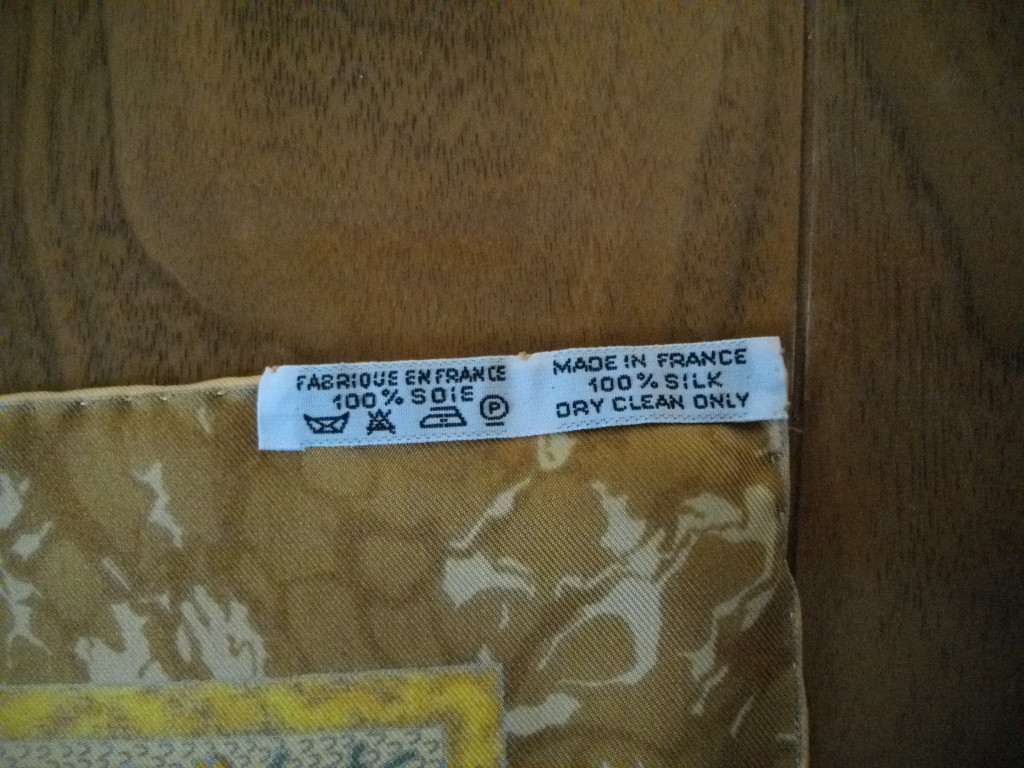 FABRIQUE EN FRANCE
100% SOIE
P
MADE IN FRANCE
100% SILK
DRY CLEAN ONLY